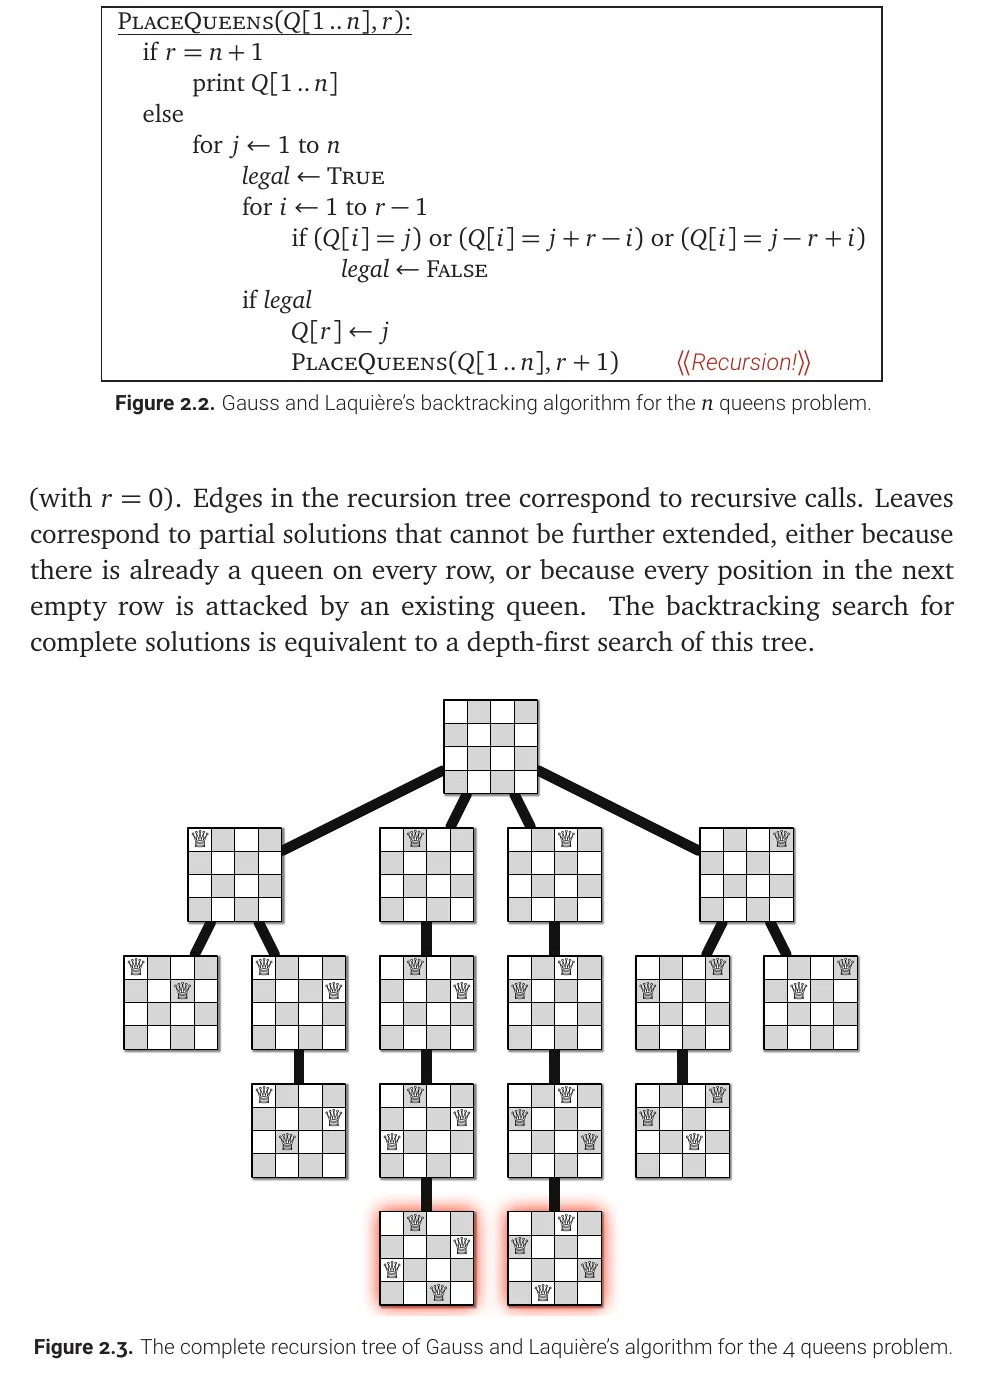 PLACEQUEENS(Q[1 .. n], r):
if r = n + 1
print Q[1 .. n]
else
for j ← 1 to n
legal ← TRUE
for i ← 1 to r − 1
if (Q[i] = j) or (Q[i] = j + r − i) or (Q[i] = j − r + i)
legal ← FALSE
if legal
Q[r] ← j
PLACEQUEENS(Q[1 .. n], r + 1) ⟪Recursion!⟫
Figure 2.2. Gauss and Laquière's backtracking algorithm for the n queens problem.
(with r = 0). Edges in the recursion tree correspond to recursive calls. Leaves
correspond to partial solutions that cannot be further extended, either because
there is already a queen on every row, or because every position in the next
empty row is attacked by an existing queen. The backtracking search for
complete solutions is equivalent to a depth-first search of this tree.
Figure 2.3. The complete recursion tree of Gauss and Laquière's algorithm for the 4 queens problem.